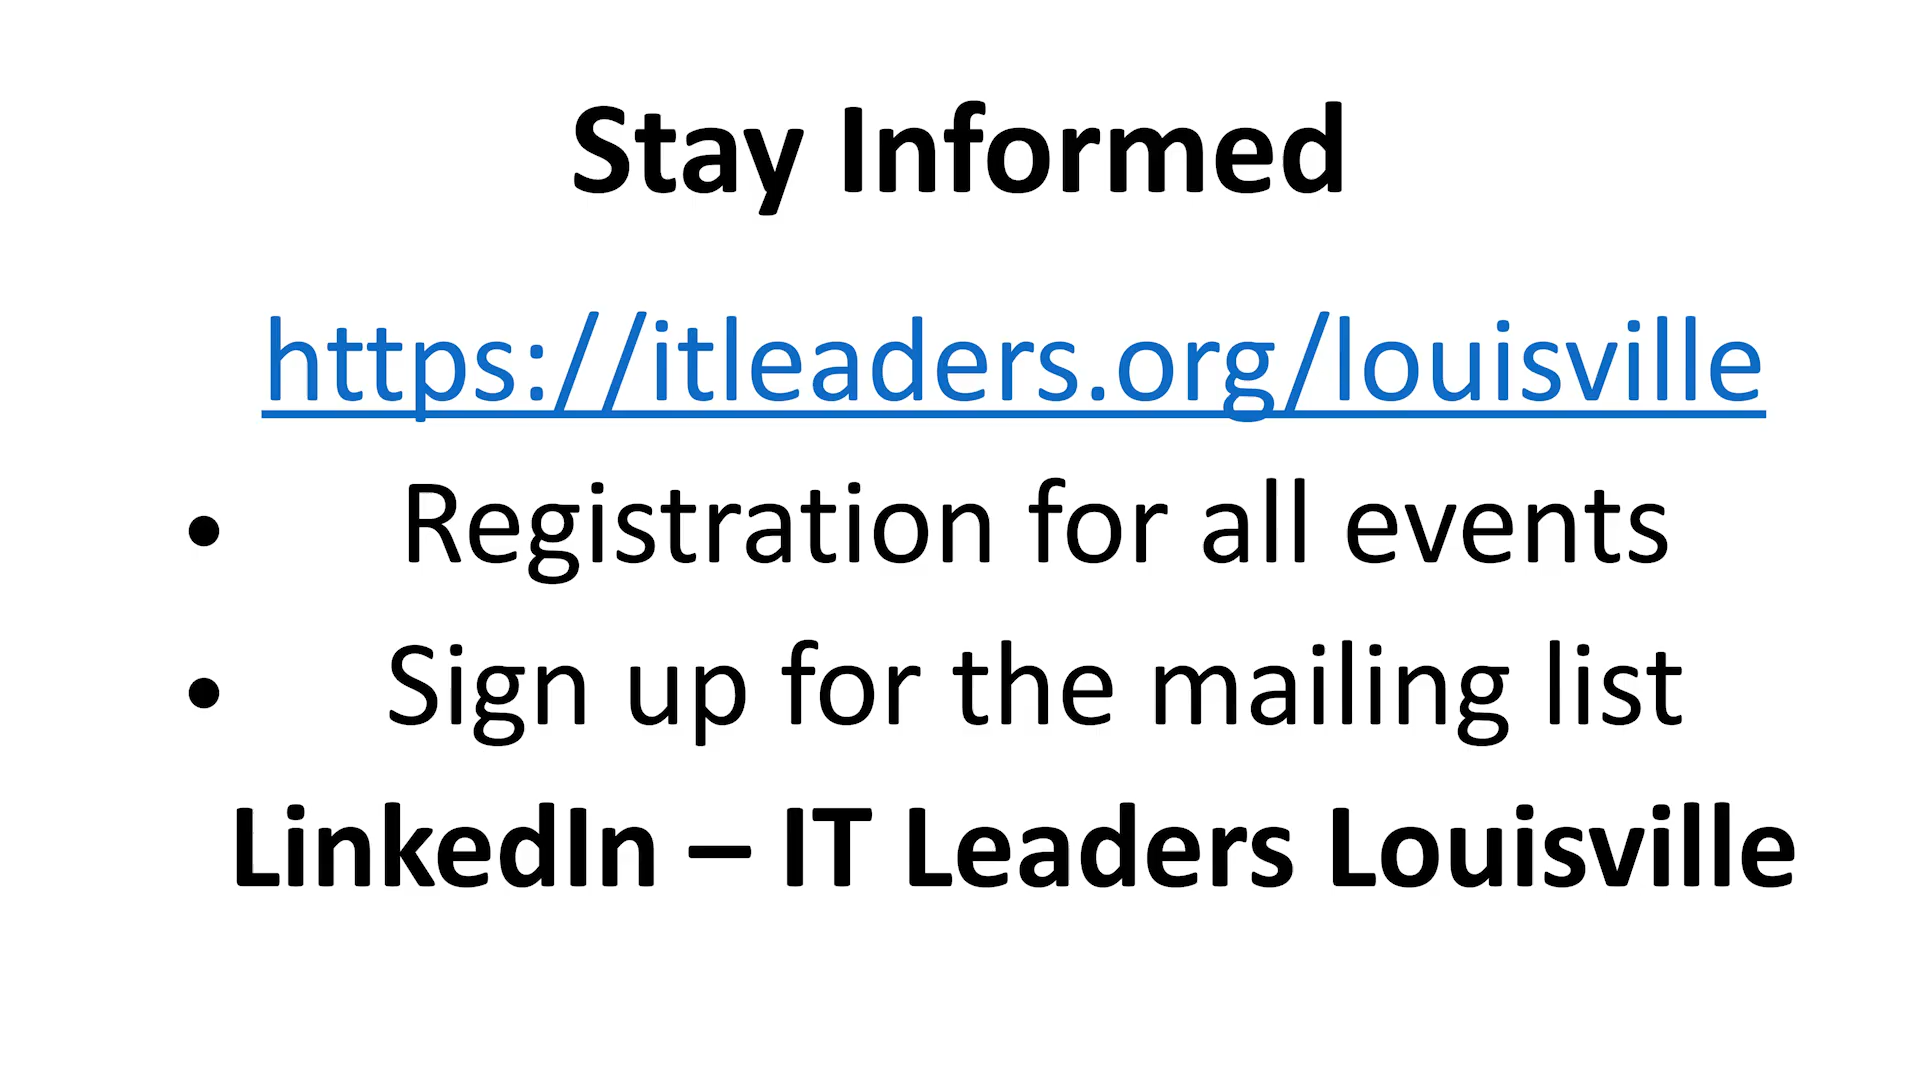 Stay Informed
https://itleaders.org/louisville
• Registration for all events
• Sign up for the mailing list
LinkedIn – IT Leaders Louisville